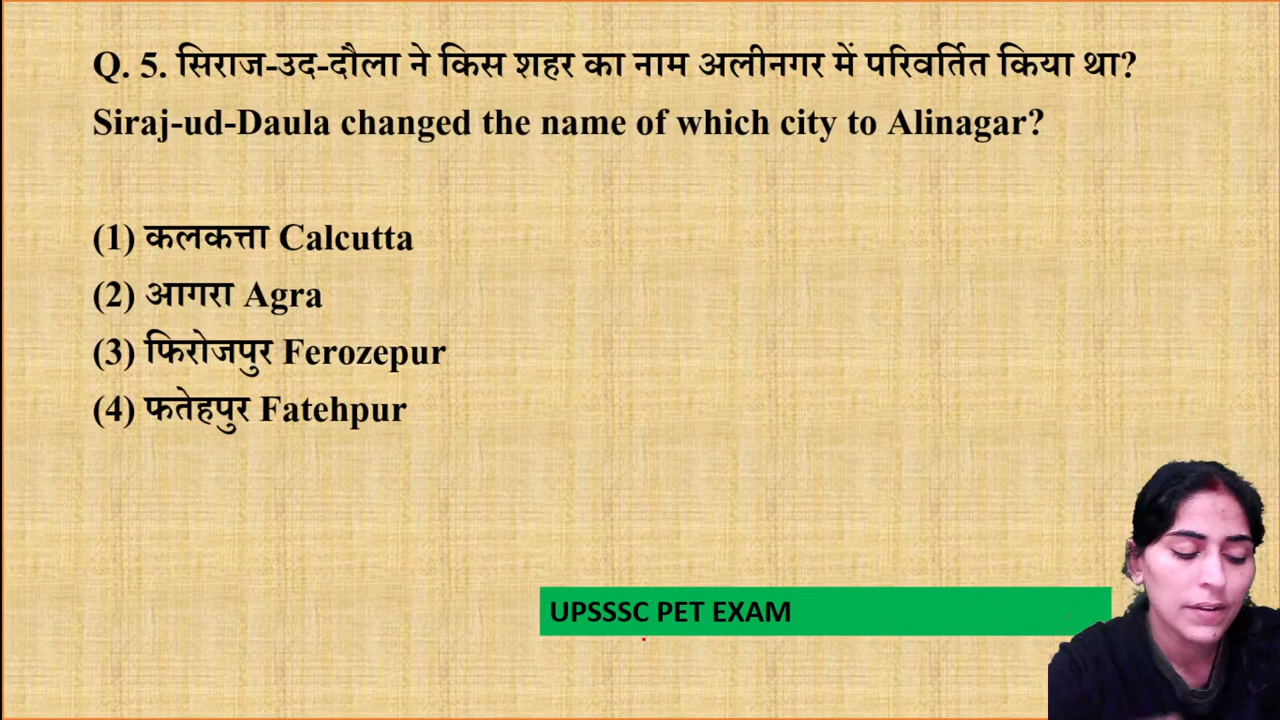 Q. 5. सिराज-उद-दौला ने किस शहर का नाम अलीनगर में परिवर्तित किया था?
Siraj-ud-Daula changed the name of which city to Alinagar?
(1) कलकत्ता Calcutta
(2) आगरा Agra
(3) फिरोजपुर Ferozepur
(4) फतेहपुर Fatehpur
UPSSSC PET EXAM